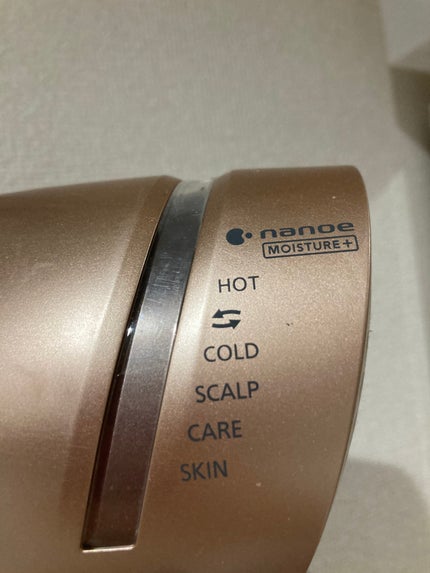 nanoe
MOISTURE+
HOT
COLD
SCALP
CARE
SKIN